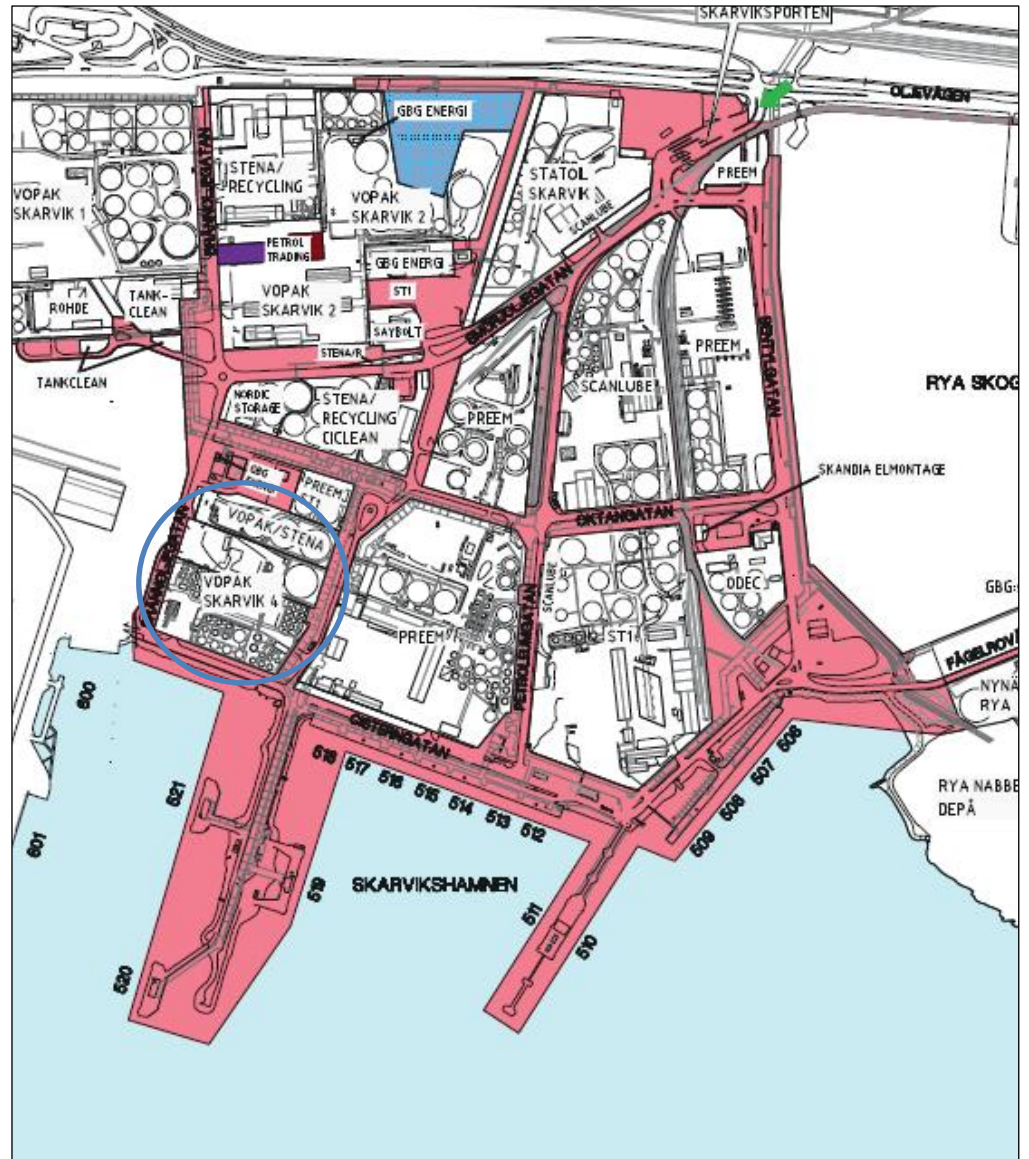 SKARVIKSPORTEN
OLJEVÄGEN
GBG ENERGI
STENA/
RECYCLING
STATOIL
SKARVIK
SCANLUBE
PREEM
VOPAK
SKARVIK 1
VOPAK
SKARVIK 2
PETROL
TRADING
GBG ENERGI
ST1
VOPAK
SKARVIK 2
SAYBOLT
STENA/R
ROHDE
TANK-
CLEAN
TANKCLEAN
SMÖRJOLJEGATAN
PREEM
SCANLUBE
RYA SKOG
NORDIC
STORAGE
STENA/
RECYCLING
CICLEAN
PREEM
SKANDIA ELMONTAGE
GBG
PREEM
ST1
OKTANGATAN
VOPAK/STENA
VOPAK
SKARVIK 4
BRÄNNOLJEGATAN
PREEM
PETROLEUMGATAN
SCANLUBE
ST1
ODEC
GBG:
FÅGELROV
NYNÄ
RYA
RYA NABBE
DEPÅ
600
601
521
520
519
518
517
516
515
514
513
512
511
510
509
508
507
SKARVIKSHAMNEN